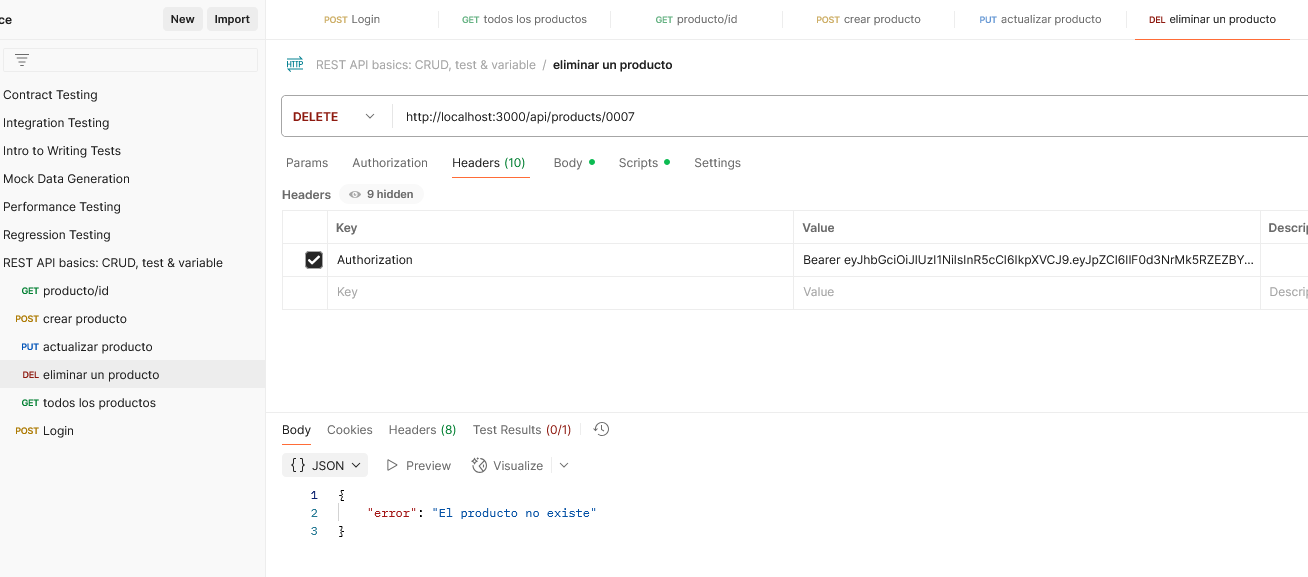 ce New Import
POST Login GET todos los productos GET producto/id POST crear producto PUT actualizar producto DEL eliminar un producto
HTTP REST API basics: CRUD, test & variable / eliminar un producto
DELETE http://localhost:3000/api/products/0007
Params Authorization Headers (10) Body Scripts Settings
Headers 9 hidden
Key Value Descrip
Authorization Bearer eyJhbGciOiJIUzI1NiIsInR5cCI6IkpXVCJ9.eyJpZCI6IlF0d3NrMk5RZEZBY...
Key Value Descrip
Contract Testing
Integration Testing
Intro to Writing Tests
Mock Data Generation
Performance Testing
Regression Testing
REST API basics: CRUD, test & variable
GET producto/id
POST crear producto
PUT actualizar producto
DEL eliminar un producto
GET todos los productos
POST Login
Body Cookies Headers (8) Test Results (0/1)
{} JSON Preview Visualize
1 {
2 "error": "El producto no existe"
3 }